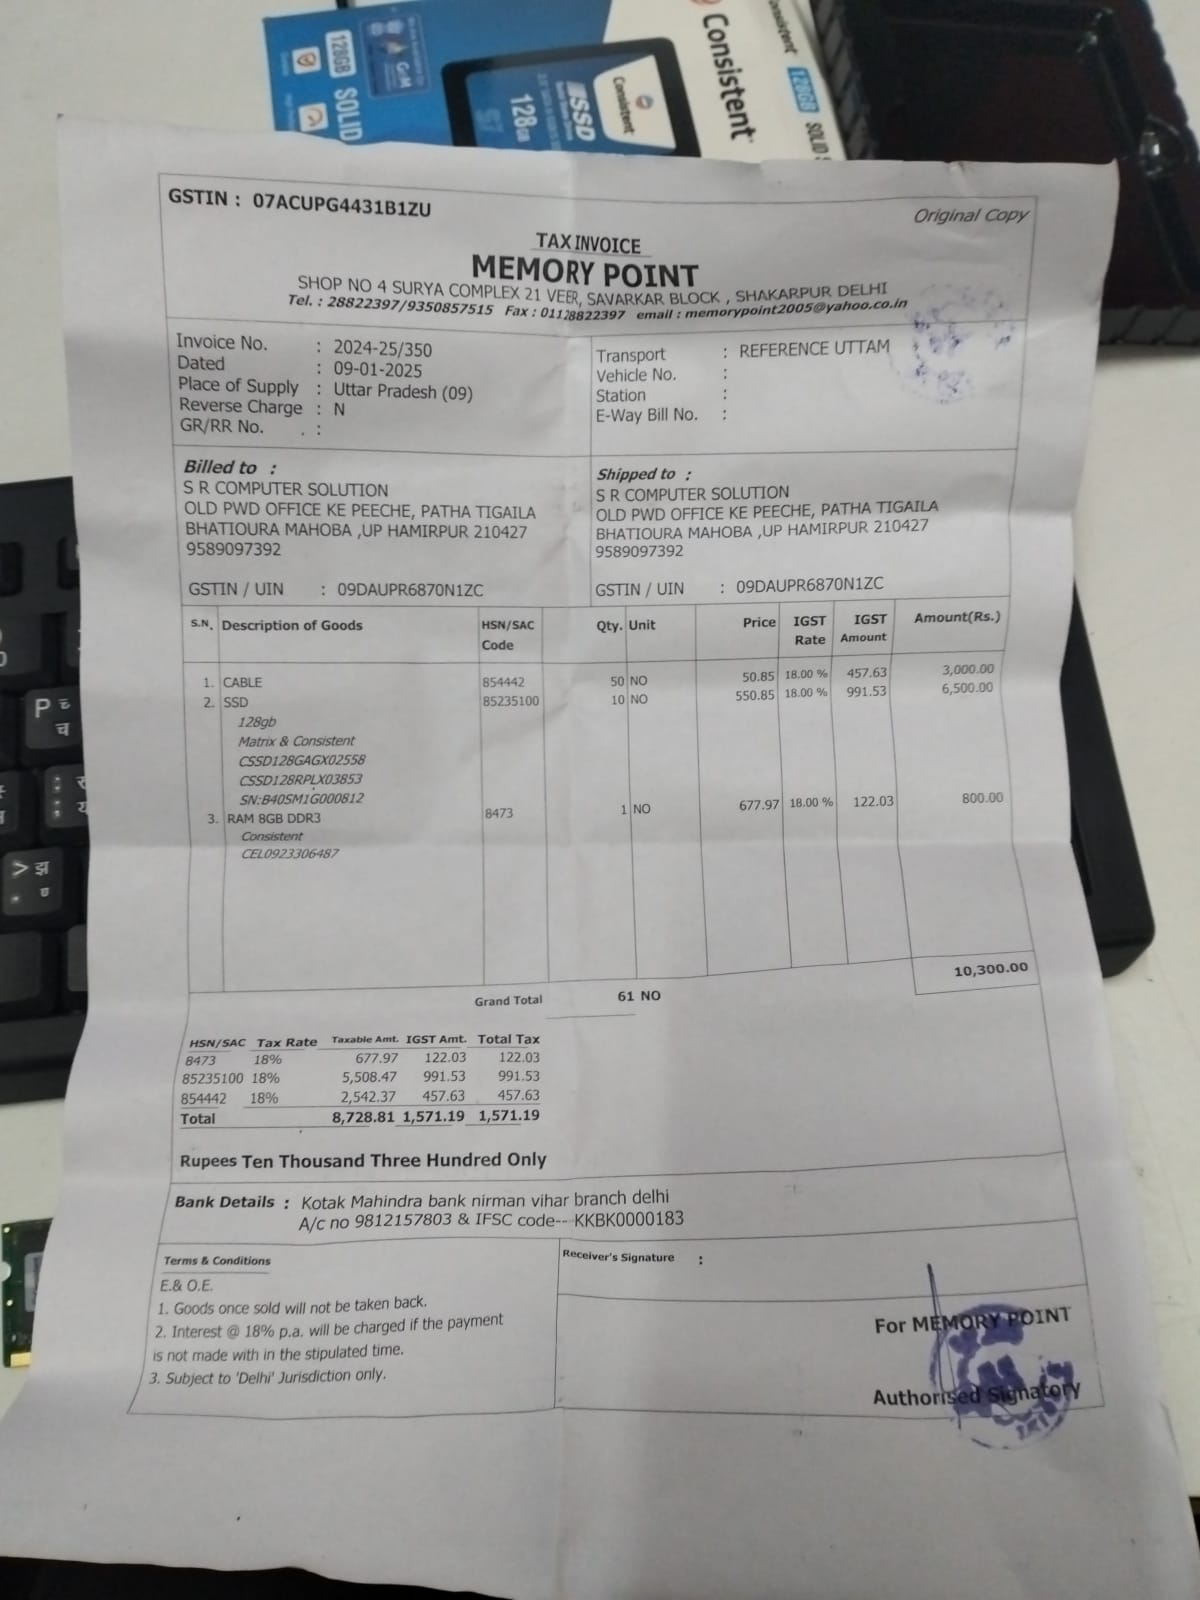 Consistent
128GB SOLID
128GB SOLID
GeM
Consistent
SSD
128GB
Consistent
GSTIN : 07ACUPG4431B1ZU
Original Copy
TAX INVOICE
MEMORY POINT
SHOP NO 4 SURYA COMPLEX 21 VEER, SAVARKAR BLOCK , SHAKARPUR DELHI
Tel. : 28822397/9350857515 Fax : 01128822397 email : memorypoint2005@yahoo.co.in
Invoice No. : 2024-25/350
Dated : 09-01-2025
Place of Supply : Uttar Pradesh (09)
Reverse Charge : N
GR/RR No. . :
Transport : REFERENCE UTTAM
Vehicle No. :
Station :
E-Way Bill No. :
Billed to :
S R COMPUTER SOLUTION
OLD PWD OFFICE KE PEECHE, PATHA TIGAILA
BHATIOURA MAHOBA ,UP HAMIRPUR 210427
9589097392
GSTIN / UIN : 09DAUPR6870N1ZC
Shipped to :
S R COMPUTER SOLUTION
OLD PWD OFFICE KE PEECHE, PATHA TIGAILA
BHATIOURA MAHOBA ,UP HAMIRPUR 210427
9589097392
GSTIN / UIN : 09DAUPR6870N1ZC
S.N. Description of Goods HSN/SAC Code Qty. Unit Price IGST Rate IGST Amount Amount(Rs.)
1. CABLE 854442 50 NO 50.85 18.00 % 457.63 3,000.00
2. SSD 85235100 10 NO 550.85 18.00 % 991.53 6,500.00
128gb
Matrix & Consistent
CSSD128GAGX02558
CSSD128RPLX03853
SN:B40SM1G000812
3. RAM 8GB DDR3 8473 1 NO 677.97 18.00 % 122.03 800.00
Consistent
CEL0923306487
10,300.00
Grand Total 61 NO
HSN/SAC Tax Rate Taxable Amt. IGST Amt. Total Tax
8473 18% 677.97 122.03 122.03
85235100 18% 5,508.47 991.53 991.53
854442 18% 2,542.37 457.63 457.63
Total 8,728.81 1,571.19 1,571.19
Rupees Ten Thousand Three Hundred Only
Bank Details : Kotak Mahindra bank nirman vihar branch delhi
A/c no 9812157803 & IFSC code-- KKBK0000183
Terms & Conditions
E.& O.E.
1. Goods once sold will not be taken back.
2. Interest @ 18% p.a. will be charged if the payment
is not made with in the stipulated time.
3. Subject to 'Delhi' Jurisdiction only.
Receiver's Signature :
For MEMORY POINT
Authorised Signatory
P
च
>
झ